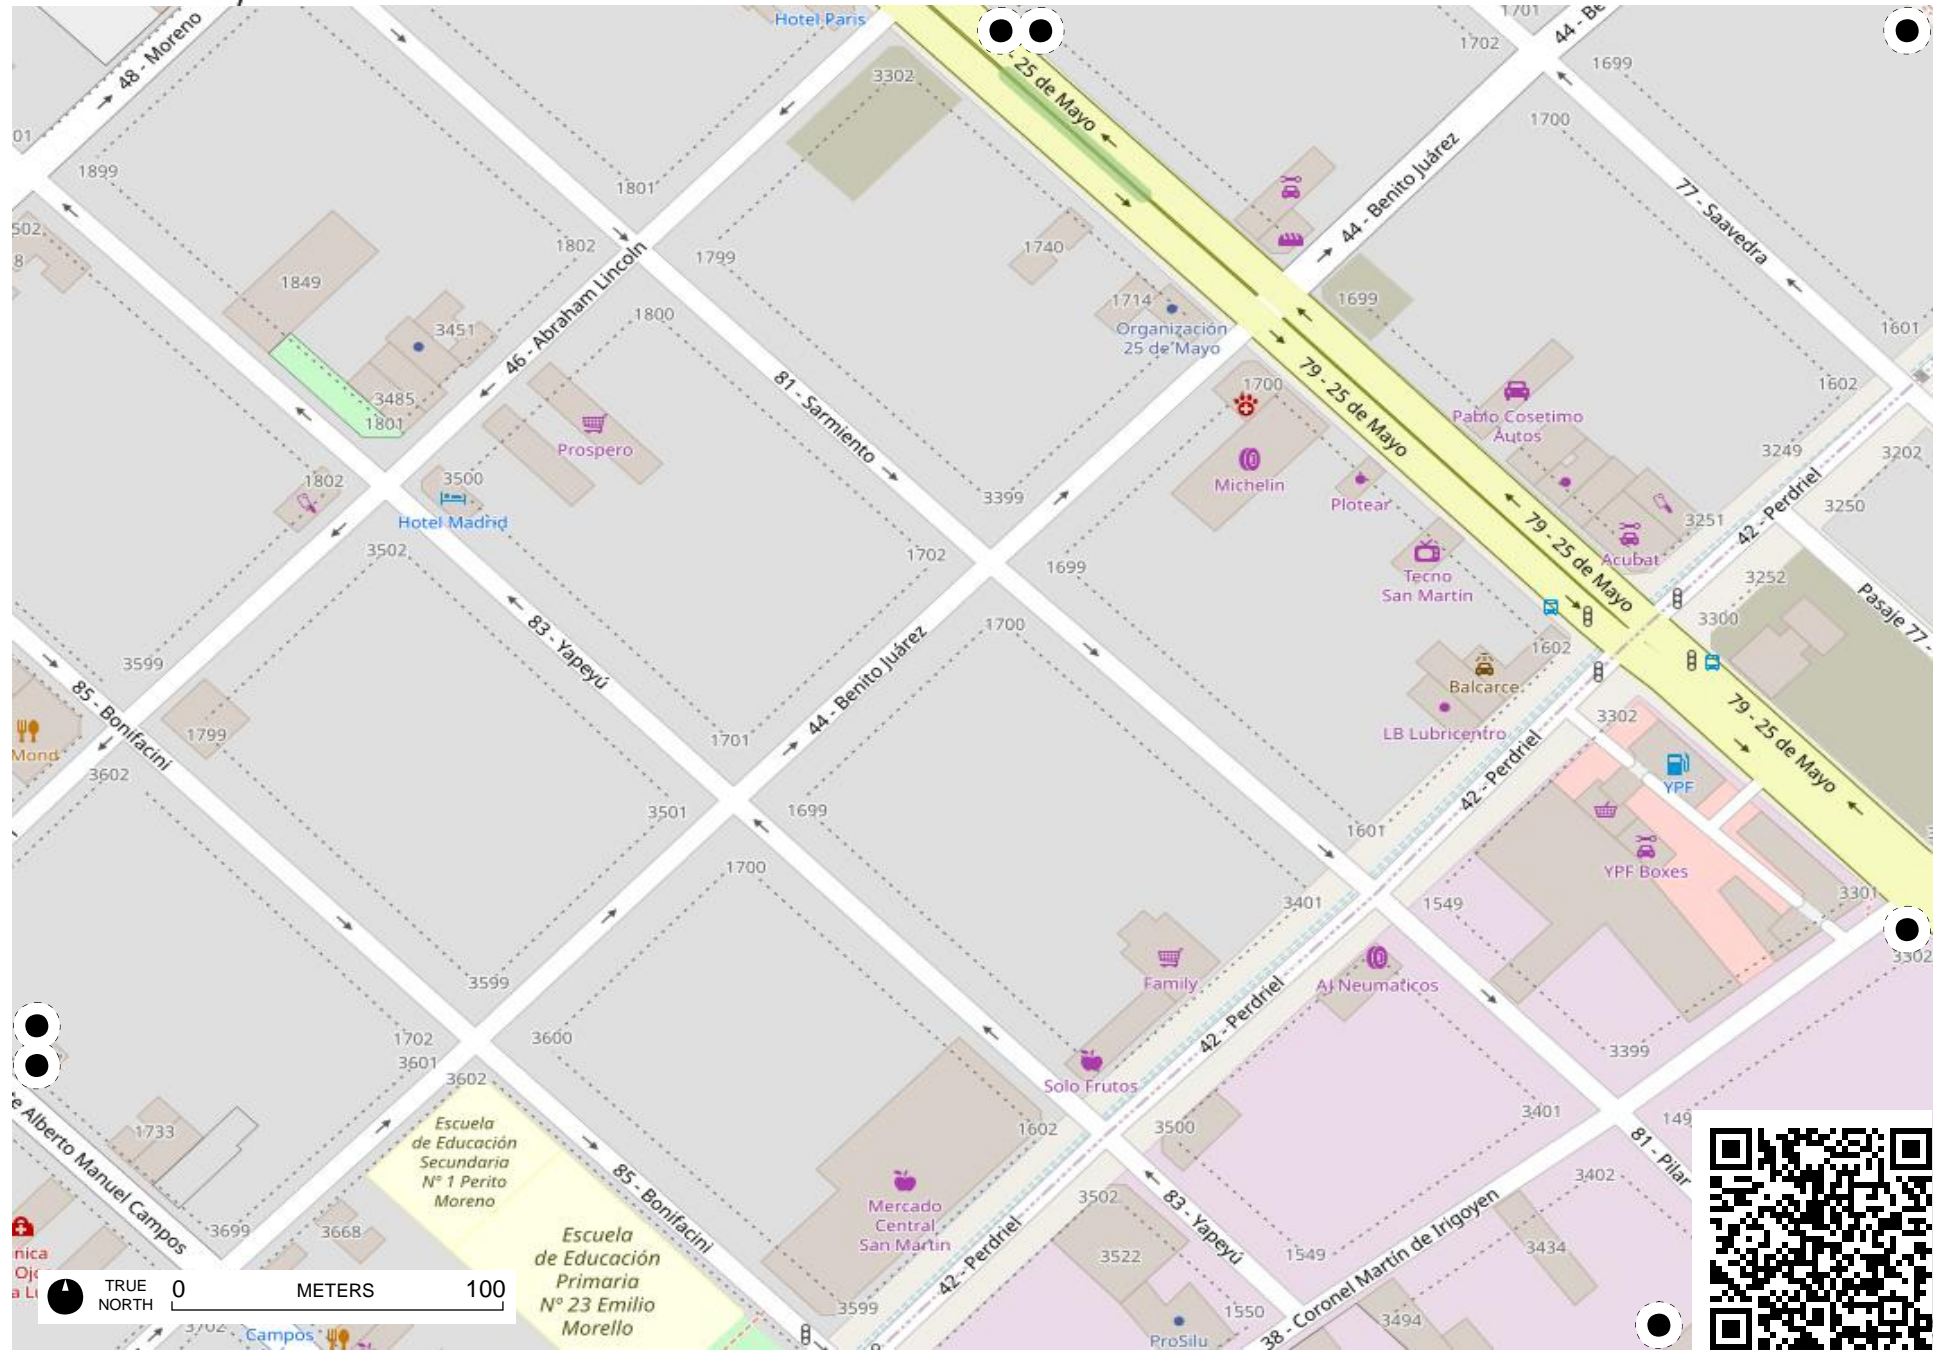 Hotel Paris
48 - Moreno
3302
25 de Mayo
1701
1702
1699
1700
1899
1801
1802
1799
1740
1849
3451
46 - Abraham Lincoln
1800
1714
Organización
25 de Mayo
44 - Benito Juárez
77 - Saavedra
1699
1601
3485
1801
81 - Sarmiento
79 - 25 de Mayo
1700
1602
Pablo Cosetimo
Autos
Prospero
1802
3500
Hotel Madrid
3399
Michelin
Plotear
3249
3202
3251
3250
42 - Perdriel
3502
1702
1699
Tecno
San Martín
79 - 25 de Mayo
Acubat
3252
Pasaje 77 -
3300
83 - Yapeyú
1700
1602
Balcarce
3599
85 - Bonifacini
44 - Benito Juárez
LB Lubricentro
3302
79 - 25 de Mayo
1799
1701
Mond
3602
42 - Perdriel
YPF
3501
1699
1601
YPF Boxes
1700
3401
1549
3301
3302
3599
Family
AJ Neumaticos
42 - Perdriel
1702
3601
3600
3602
3399
Solo Frutos
1733
Escuela
de Educación
Secundaria
N° 1 Perito
Moreno
1602
3500
3401
81 - Pilar
Alberto Manuel Campos
85 - Bonifacini
Mercado
Central
San Martín
3502
83 - Yapeyú
3402
3699
3668
Escuela
de Educación
Primaria
N° 23 Emilio
Morello
42 - Perdriel
3522
1549
38 - Coronel Martín de Irigoyen
3434
TRUE
NORTH
0 METERS 100
3599
1550
3494
3702
Campos
ProSilu